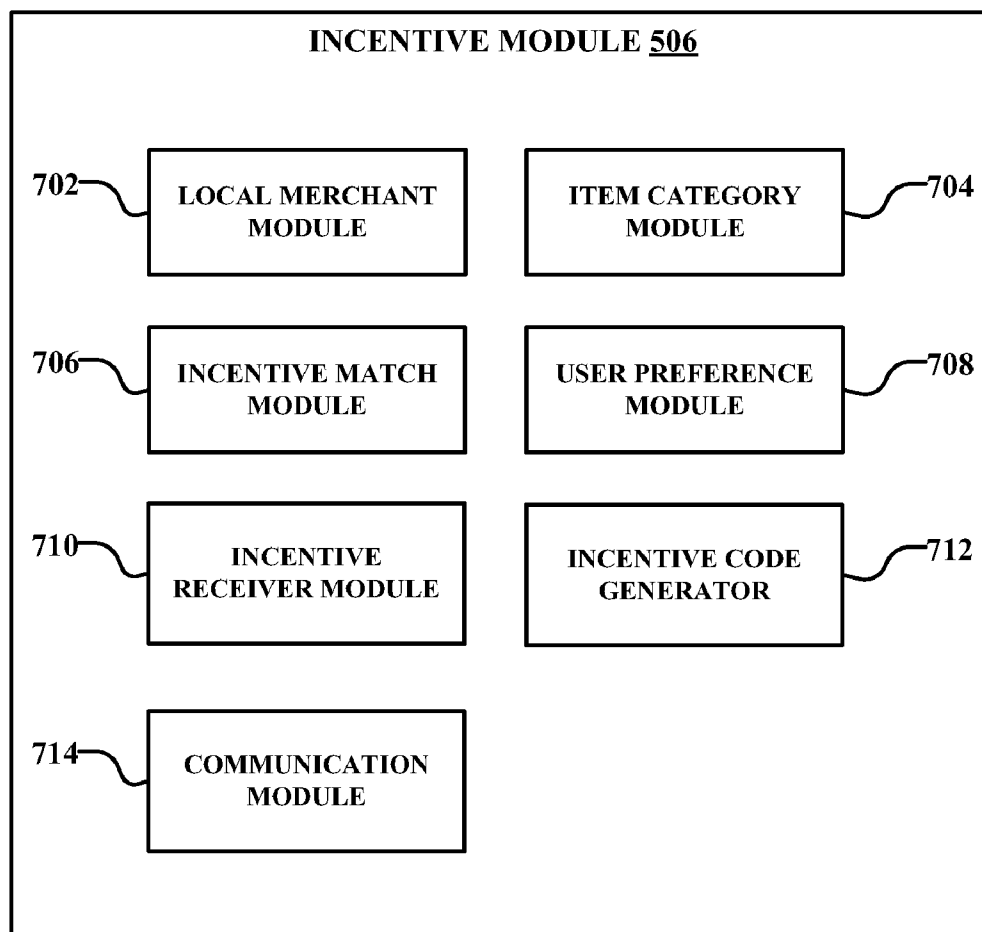 INCENTIVE MODULE 506
702
LOCAL MERCHANT
MODULE
ITEM CATEGORY
MODULE
704
706
INCENTIVE MATCH
MODULE
USER PREFERENCE
MODULE
708
710
INCENTIVE
RECEIVER MODULE
INCENTIVE CODE
GENERATOR
712
714
COMMUNICATION
MODULE